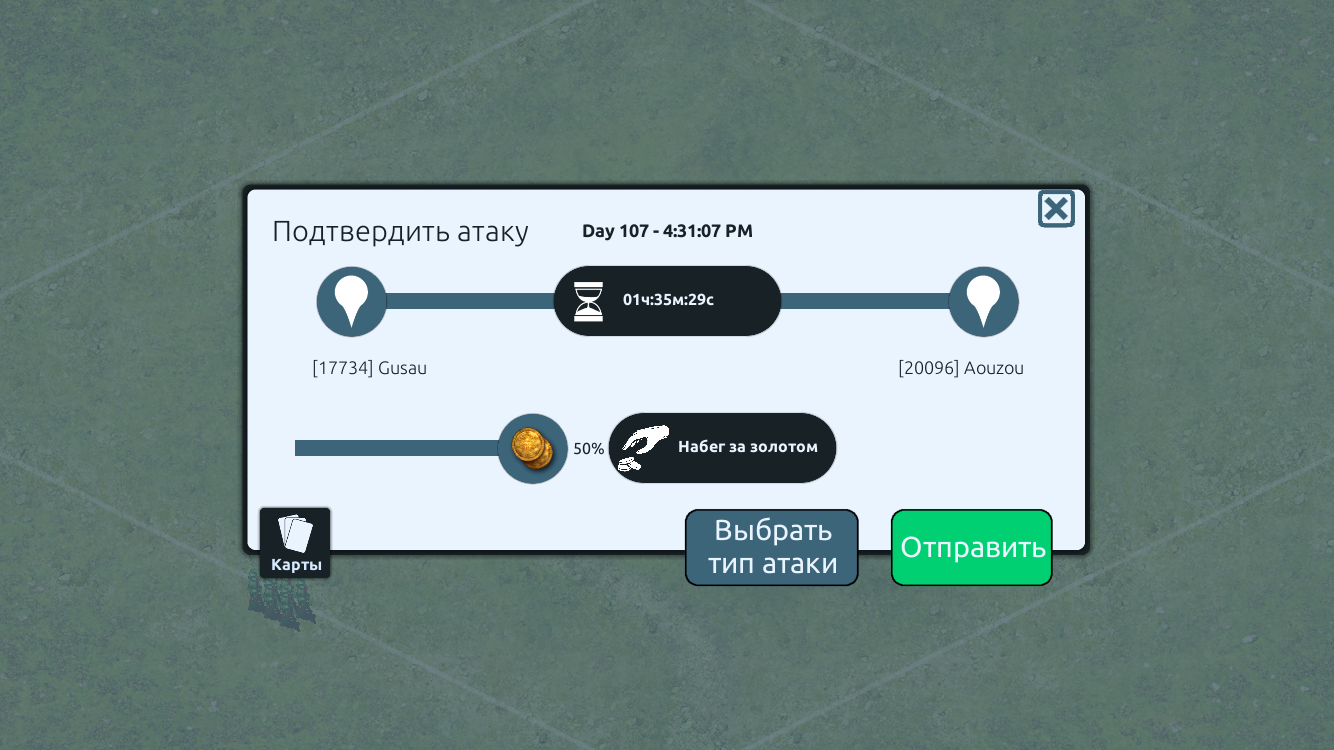 Подтвердить атаку
Day 107 - 4:31:07 PM
01ч:35м:29с
[17734] Gusau
[20096] Aouzou
50%
Набег за золотом
Карты
Выбрать
тип атаки
Отправить